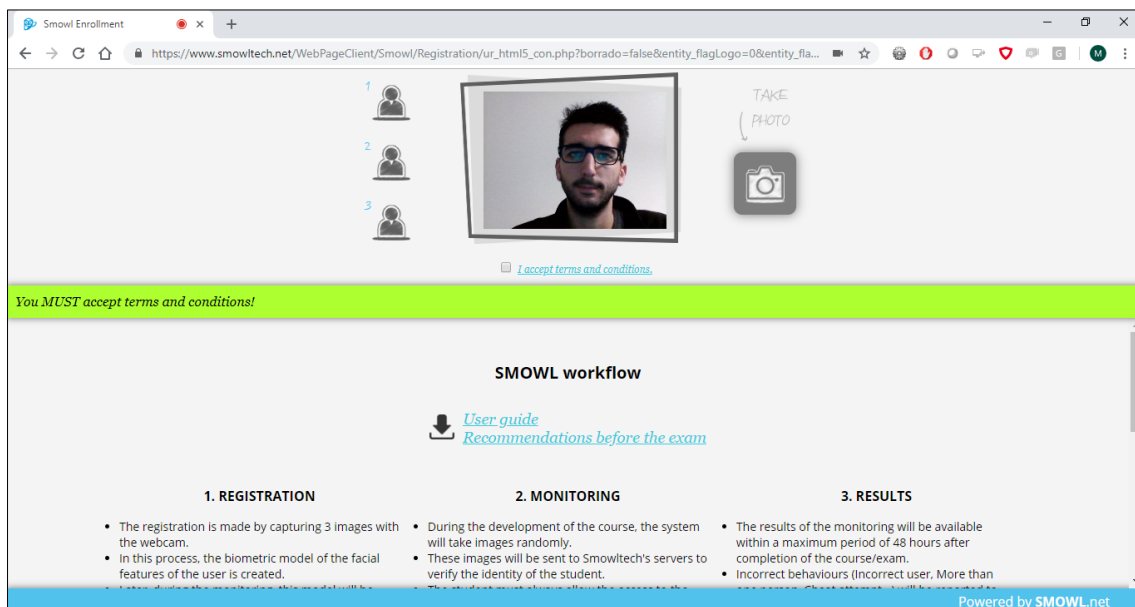 Smowl Enrollment
https://www.smowltech.net/WebPageClient/Smowl/Registration/ur_html5_con.php?borrado=false&entity_flagLogo=0&entity_fla...
G
M
1
2
3
TAKE
PHOTO
I accept terms and conditions.
You MUST accept terms and conditions!
SMOWL workflow
User guide
Recommendations before the exam
1. REGISTRATION
• The registration is made by capturing 3 images with
the webcam.
• In this process, the biometric model of the facial
features of the user is created.
2. MONITORING
• During the development of the course, the system
will take images randomly.
• These images will be sent to Smowltech's servers to
verify the identity of the student.
3. RESULTS
• The results of the monitoring will be available
within a maximum period of 48 hours after
completion of the course/exam.
• Incorrect behaviours (Incorrect user, More than
Powered by SMOWL.net